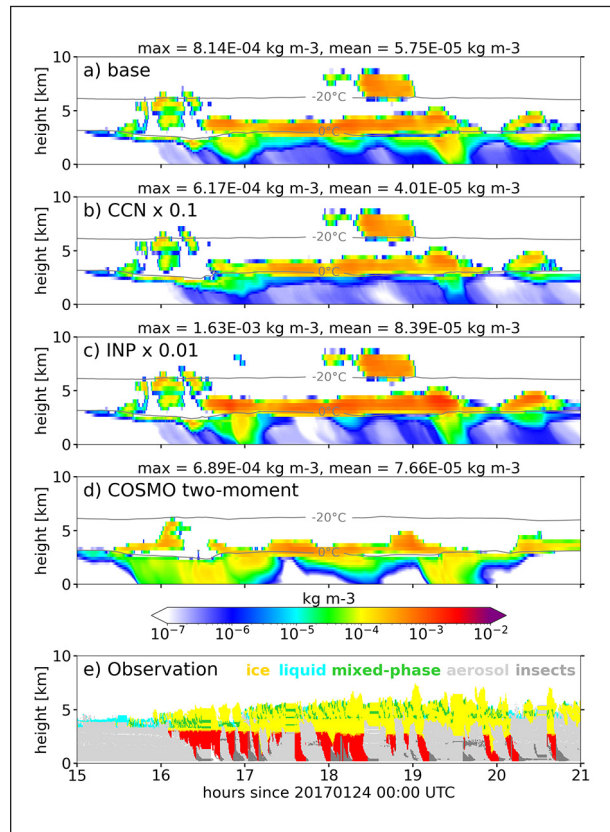 max = 8.14E-04 kg m-3, mean = 5.75E-05 kg m-3
10
a) base
-20°C
5
0°C
0
height [km]
max = 6.17E-04 kg m-3, mean = 4.01E-05 kg m-3
10
b) CCN x 0.1
-20°C
5
0°C
0
height [km]
max = 1.63E-03 kg m-3, mean = 8.39E-05 kg m-3
10
c) INP x 0.01
-20°C
5
0°C
0
height [km]
max = 6.89E-04 kg m-3, mean = 7.66E-05 kg m-3
10
d) COSMO two-moment
-20°C
5
0°C
0
height [km]
kg m-3
10−7 10−6 10−5 10−4 10−3 10−2
10
e) Observation ice liquid mixed-phase aerosol insects
5
0
height [km]
15 16 17 18 19 20 21
hours since 20170124 00:00 UTC